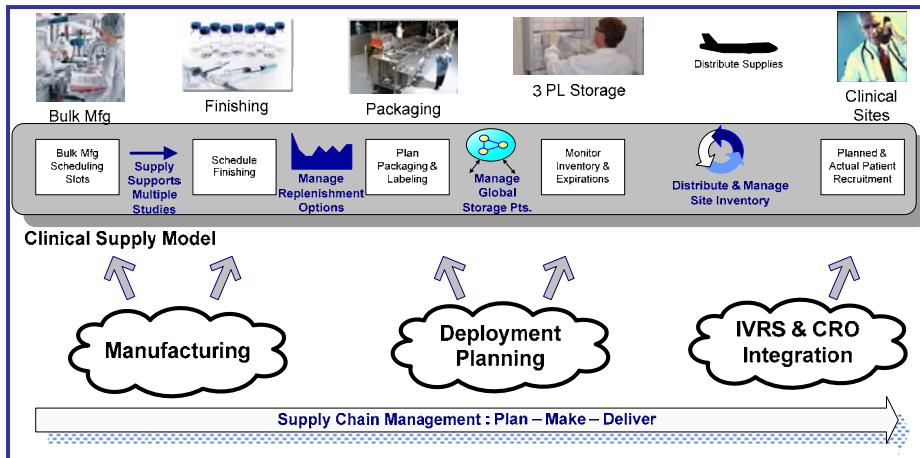 Bulk Mfg
Finishing
Packaging
3 PL Storage
Distribute Supplies
Clinical
Sites
Bulk Mfg
Scheduling
Slots
Supply
Supports
Multiple
Studies
Schedule
Finishing
Manage
Replenishment
Options
Plan
Packaging &
Labeling
Manage
Global
Storage Pts.
Monitor
Inventory &
Expirations
Distribute & Manage
Site Inventory
Planned &
Actual Patient
Recruitment
Clinical Supply Model
Manufacturing
Deployment
Planning
IVRS & CRO
Integration
Supply Chain Management : Plan – Make – Deliver